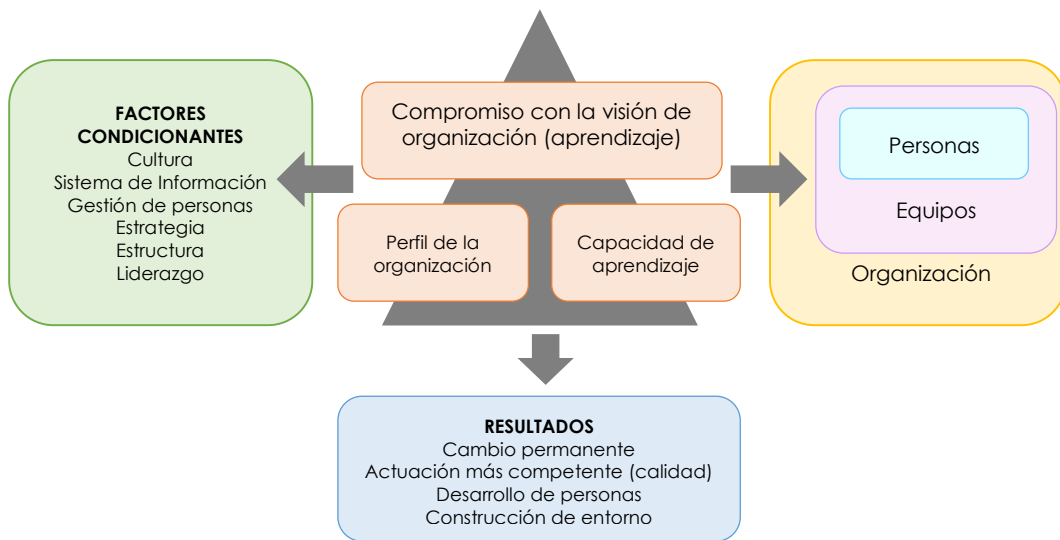 FACTORES
CONDICIONANTES
Cultura
Sistema de Información
Gestión de personas
Estrategia
Estructura
Liderazgo
Compromiso con la visión de
organización (aprendizaje)
Perfil de la
organización
Capacidad de
aprendizaje
Personas
Equipos
Organización
RESULTADOS
Cambio permanente
Actuación más competente (calidad)
Desarrollo de personas
Construcción de entorno